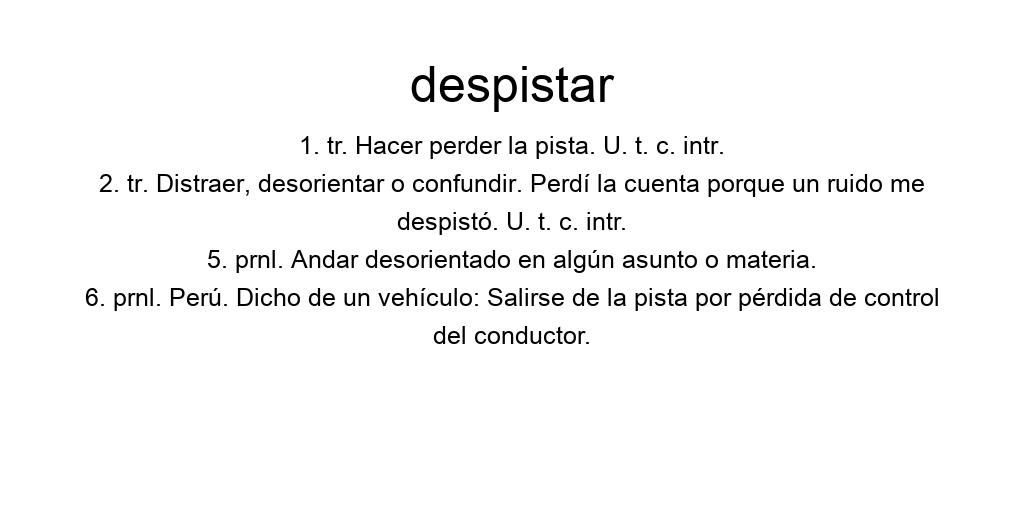 despistar
1. tr. Hacer perder la pista. U. t. c. intr.
2. tr. Distraer, desorientar o confundir. Perdí la cuenta porque un ruido me
despistó. U. t. c. intr.
5. prnl. Andar desorientado en algún asunto o materia.
6. prnl. Perú. Dicho de un vehículo: Salirse de la pista por pérdida de control
del conductor.